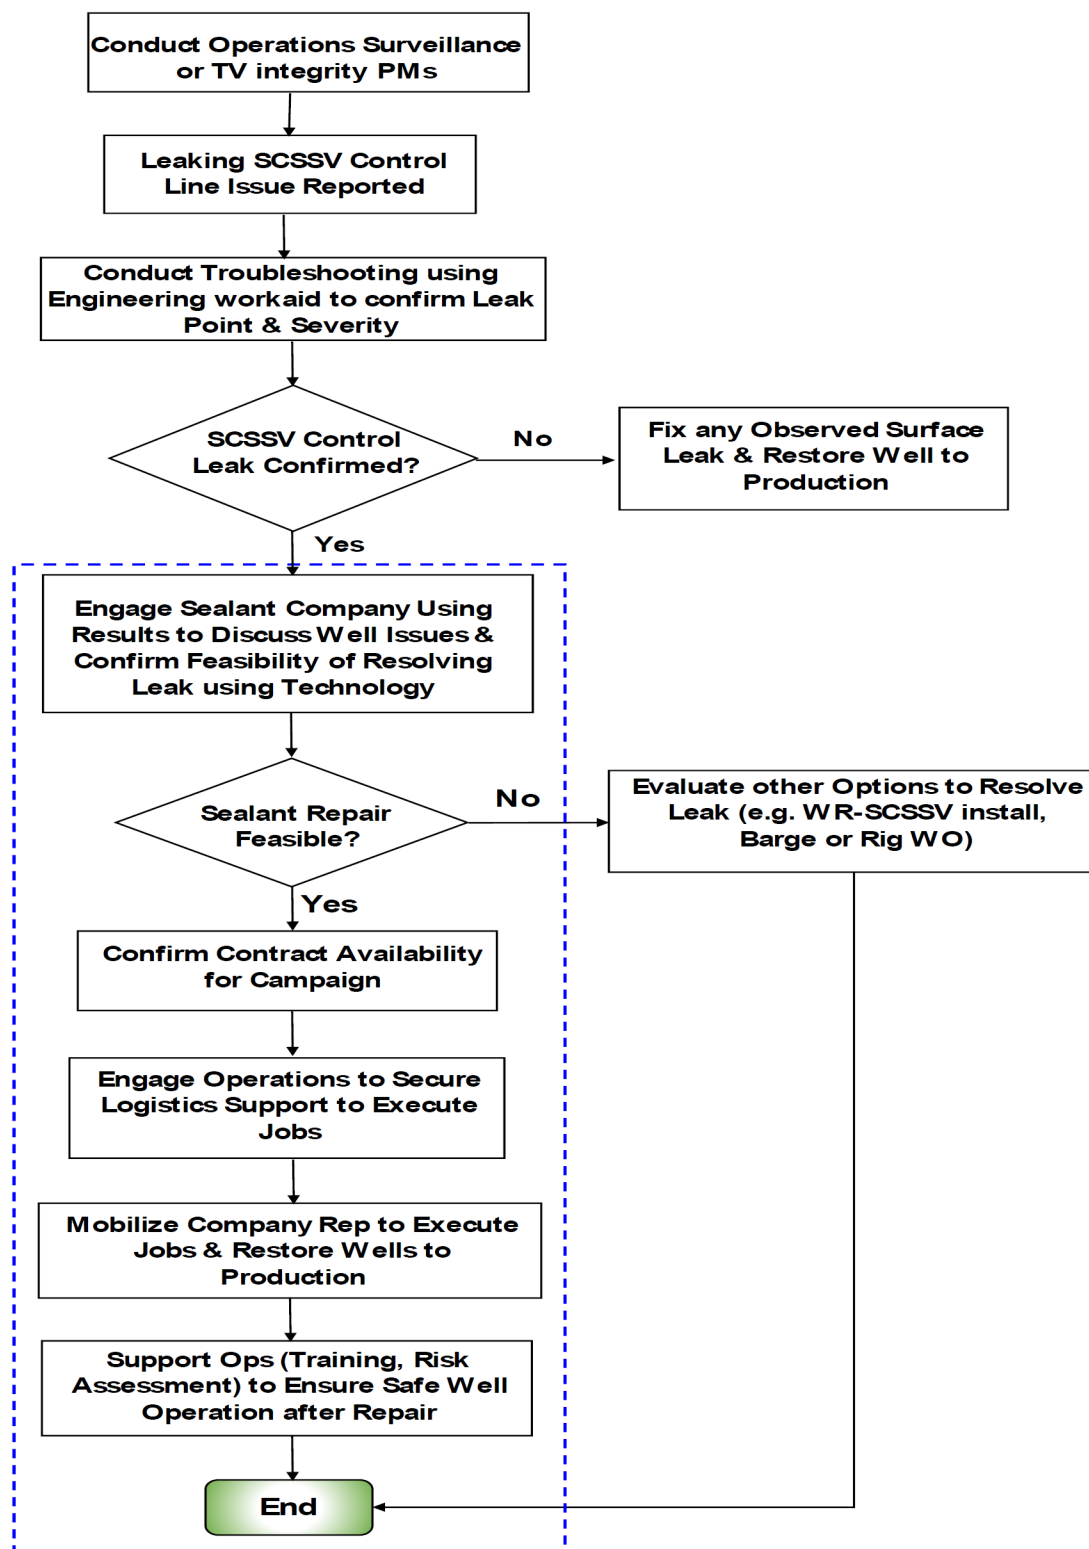 Conduct Operations Surveillance
or TV integrity PMs
Leaking SCSSV Control
Line Issue Reported
Conduct Troubleshooting using
Engineering workaid to confirm Leak
Point & Severity
SCSSV Control
Leak Confirmed?
No
Fix any Observed Surface
Leak & Restore Well to
Production
Yes
Engage Sealant Company Using
Results to Discuss Well Issues &
Confirm Feasibility of Resolving
Leak using Technology
Sealant Repair
Feasible?
No
Evaluate other Options to Resolve
Leak (e.g. WR-SCSSV install,
Barge or Rig WO)
Yes
Confirm Contract Availability
for Campaign
Engage Operations to Secure
Logistics Support to Execute
Jobs
Mobilize Company Rep to Execute
Jobs & Restore Wells to
Production
Support Ops (Training, Risk
Assessment) to Ensure Safe Well
Operation after Repair
End